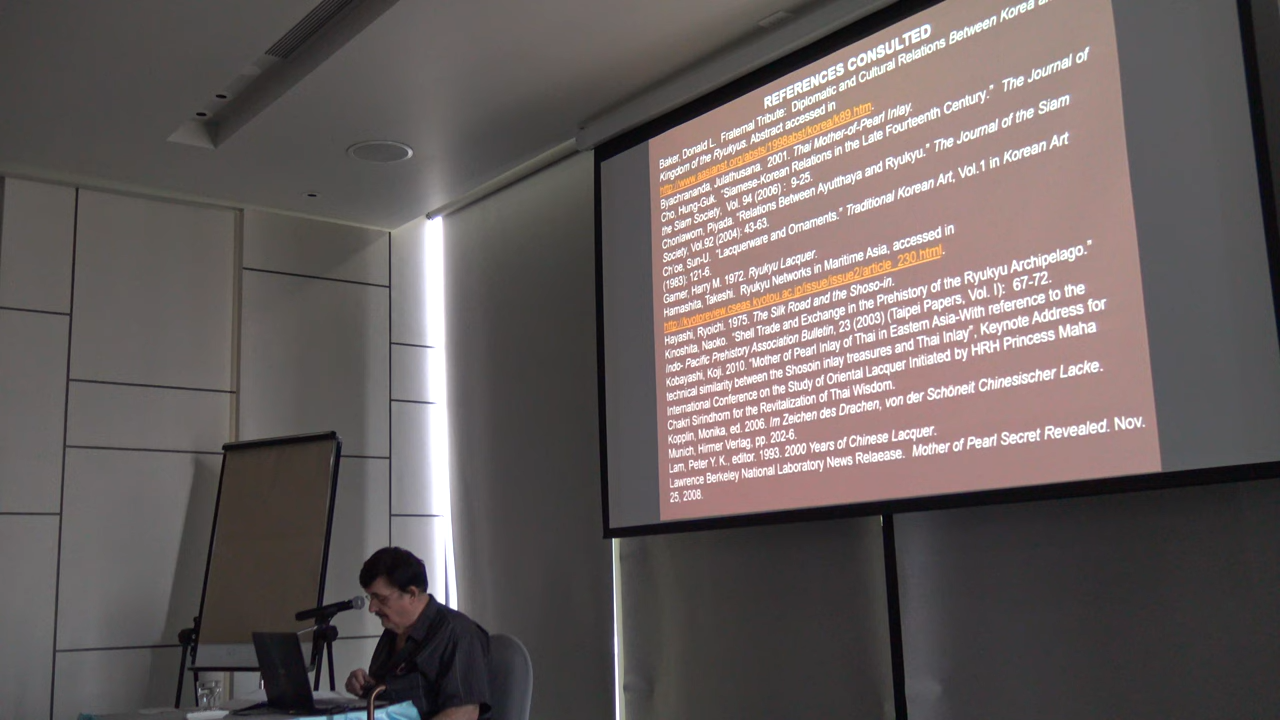 REFERENCES CONSULTED
Baker, Donald L. Fraternal Tribute: Diplomatic and Cultural Relations Between Korea
Kingdom of the Ryukyus. Abstract accessed in
http://www.aasianst.org/absts/1998abst/korea/k89.htm.
Byachrananda, Julathusana. 2001. Thai Mother-of-Pearl Inlay.
Cho, Hung-Guk. "Siamese-Korean Relations in the Late Fourteenth Century." The Journal of
the Siam Society, Vol. 94 (2006) : 9-25.
Chonlaworn, Piyada. "Relations Between Ayutthaya and Ryukyu." The Journal of the Siam
Society, Vol.92 (2004): 43-63.
Ch'oe, Sun-U. "Lacquerware and Ornaments." Traditional Korean Art, Vol.1 in Korean Art
(1983): 121-6.
Garner, Harry M. 1972. Ryukyu Lacquer.
Hamashita, Takeshi. Ryukyu Networks in Maritime Asia, accessed in
http://kyotoreview.cseas.kyotou.ac.jp/issue/issue2/article_230.html.
Hayashi, Ryoichi. 1975. The Silk Road and the Shoso-in.
Kinoshita, Naoko. "Shell Trade and Exchange in the Prehistory of the Ryukyu Archipelago."
Indo- Pacific Prehistory Association Bulletin, 23 (2003) (Taipei Papers, Vol. I): 67-72.
Kobayashi, Koji. 2010. "Mother of Pearl Inlay of Thai in Eastern Asia-With reference to the
technical similarity between the Shosoin inlay treasures and Thai Inlay", Keynote Address for
International Conference on the Study of Oriental Lacquer Initiated by HRH Princess Maha
Chakri Sirindhorn for the Revitalization of Thai Wisdom.
Kopplin, Monika, ed. 2006. Im Zeichen des Drachen, von der Schöneit Chinesischer Lacke.
Munich, Hirmer Verlag, pp. 202-6.
Lam, Peter Y. K., editor. 1993. 2000 Years of Chinese Lacquer.
Lawrence Berkeley National Laboratory News Relaease. Mother of Pearl Secret Revealed. Nov.
25, 2008.